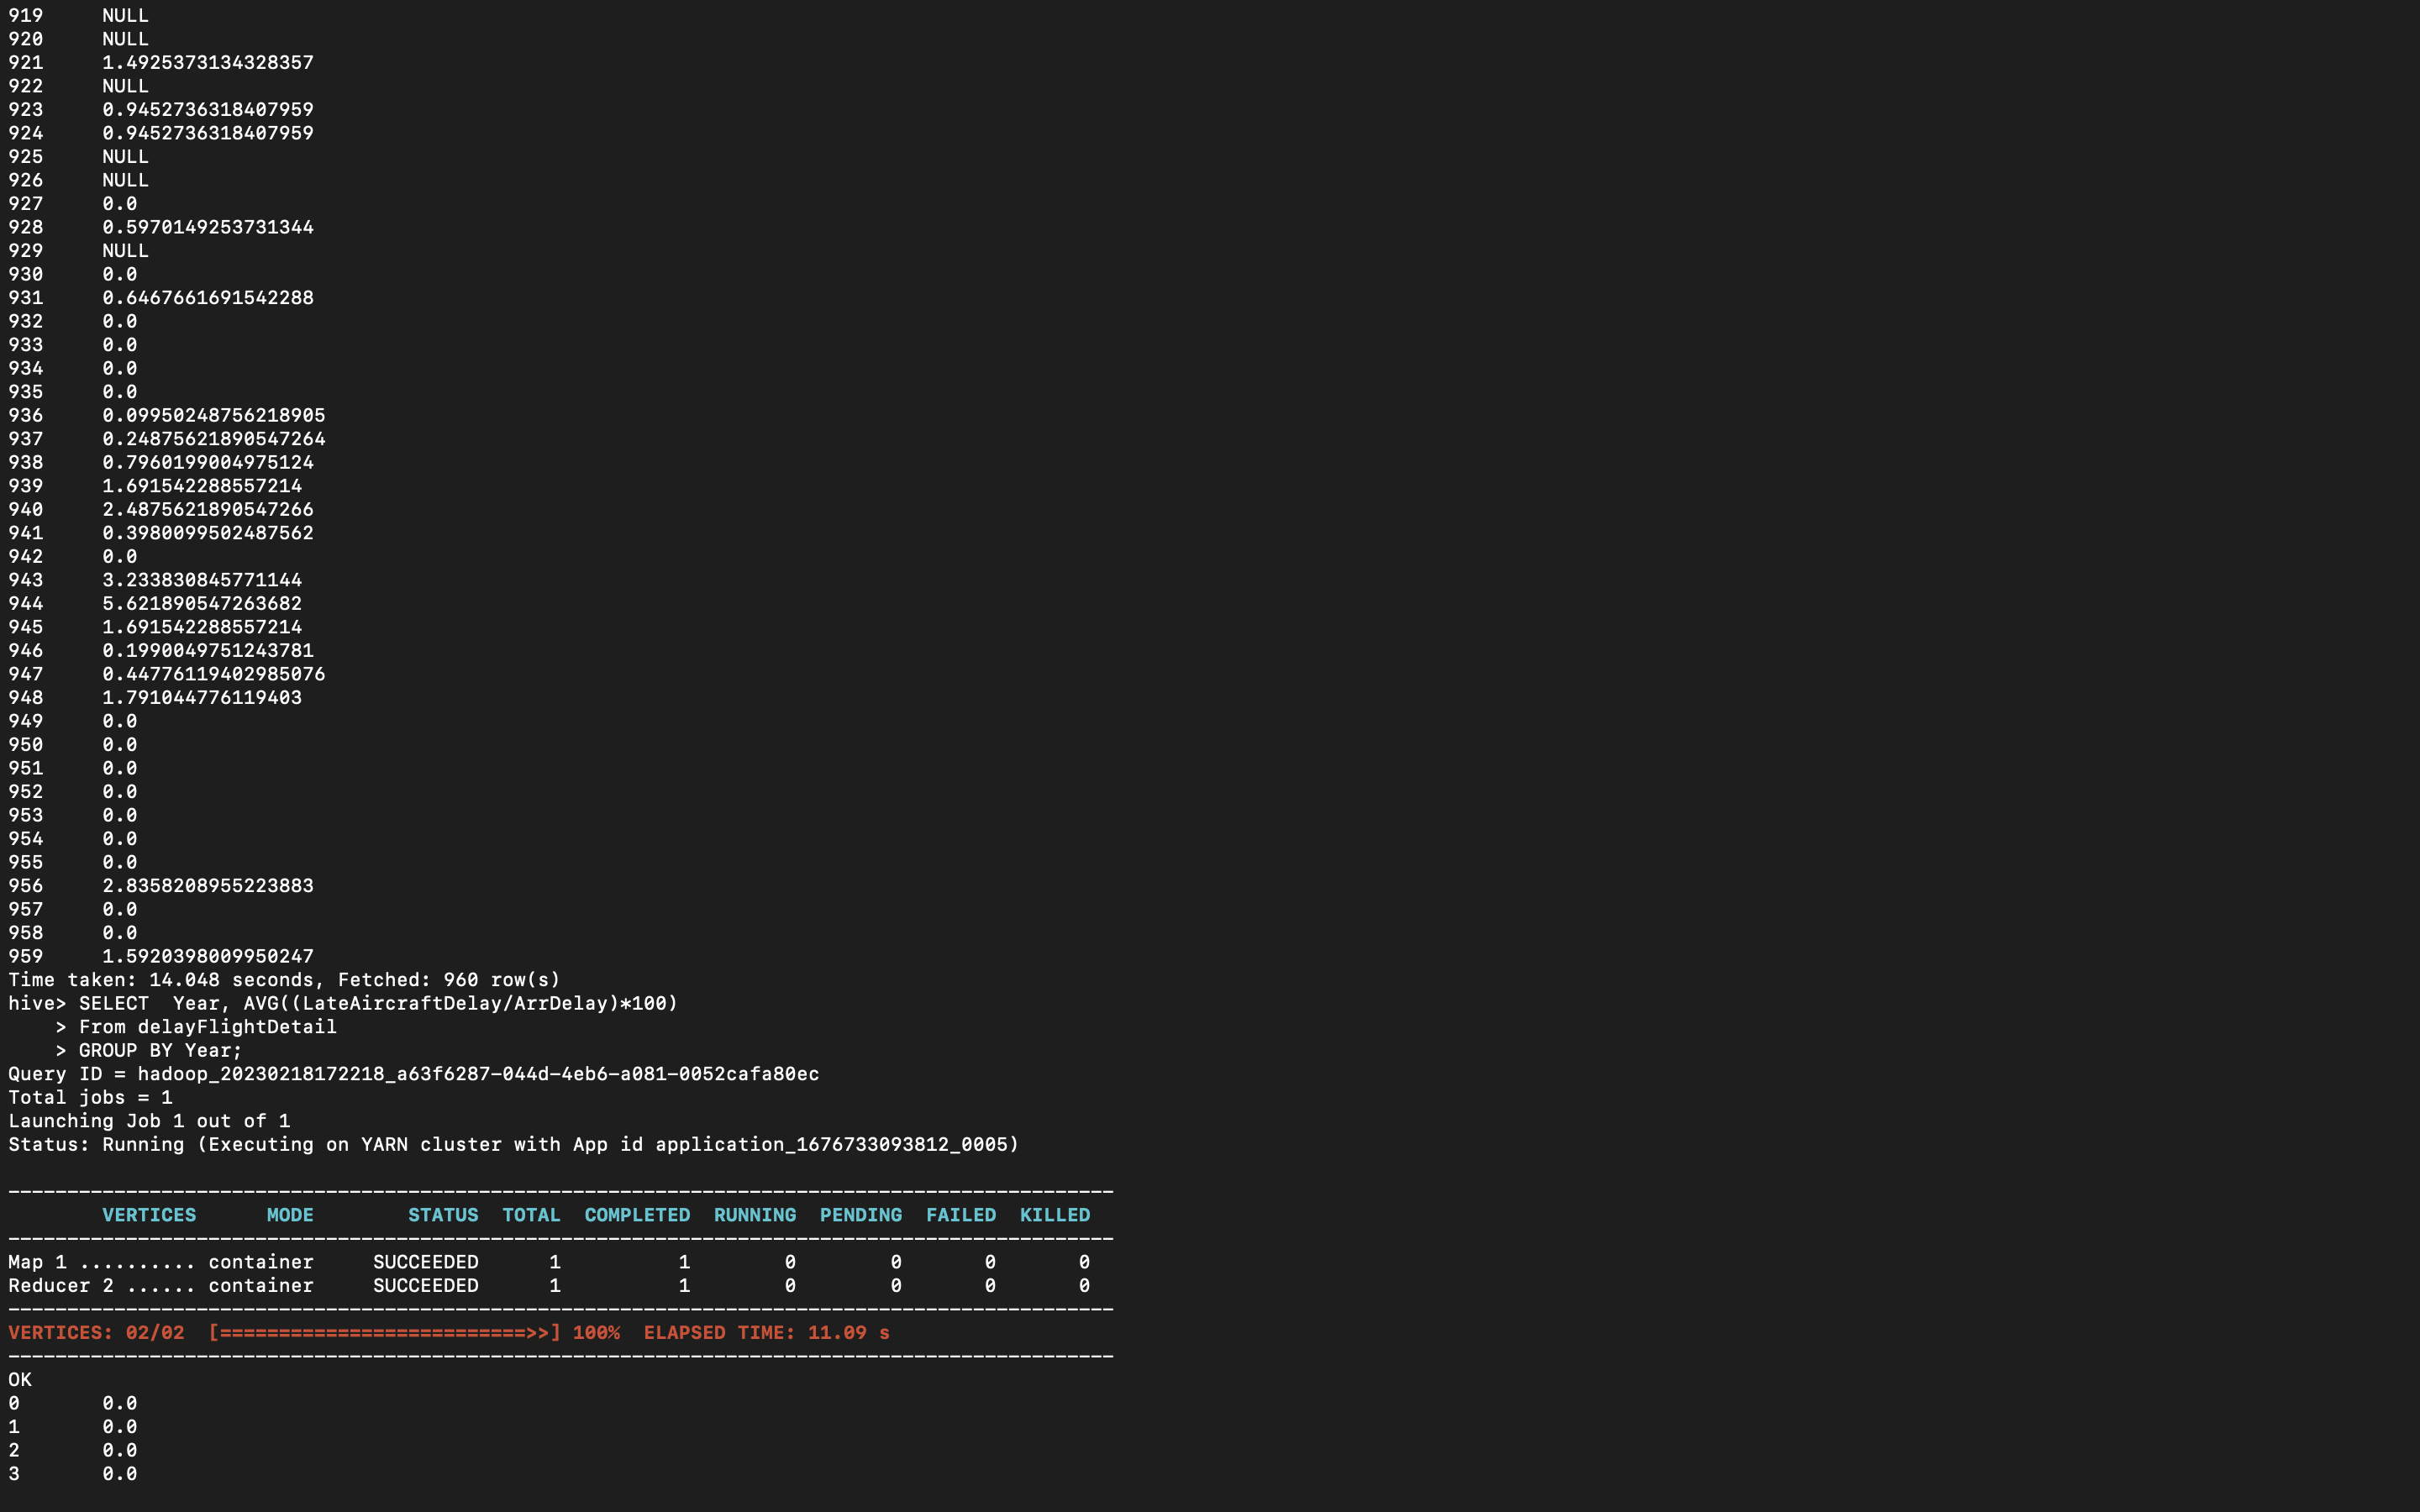 919     NULL
920     NULL
921     1.4925373134328357
922     NULL
923     0.9452736318407959
924     0.9452736318407959
925     NULL
926     NULL
927     0.0
928     0.5970149253731344
929     NULL
930     0.0
931     0.6467661691542288
932     0.0
933     0.0
934     0.0
935     0.0
936     0.09950248756218905
937     0.24875621890547264
938     0.7960199004975124
939     1.691542288557214
940     2.4875621890547266
941     0.3980099502487562
942     0.0
943     3.233830845771144
944     5.621890547263682
945     1.691542288557214
946     0.1990049751243781
947     0.44776119402985076
948     1.791044776119403
949     0.0
950     0.0
951     0.0
952     0.0
953     0.0
954     0.0
955     0.0
956     2.8358208955223883
957     0.0
958     0.0
959     1.5920398009950247
Time taken: 14.048 seconds, Fetched: 960 row(s)
hive> SELECT  Year, AVG((LateAircraftDelay/ArrDelay)*100)
    > From delayFlightDetail
    > GROUP BY Year;
Query ID = hadoop_20230218172218_a63f6287-044d-4eb6-a081-0052cafa80ec
Total jobs = 1
Launching Job 1 out of 1
Status: Running (Executing on YARN cluster with App id application_1676733093812_0005)
----------------------------------------------------------------------------------------------
        VERTICES      MODE        STATUS  TOTAL  COMPLETED  RUNNING  PENDING  FAILED  KILLED
----------------------------------------------------------------------------------------------
Map 1 .......... container     SUCCEEDED      1          1        0        0       0       0
Reducer 2 ...... container     SUCCEEDED      1          1        0        0       0       0
----------------------------------------------------------------------------------------------
VERTICES: 02/02  [==========================>>] 100%  ELAPSED TIME: 11.09 s
----------------------------------------------------------------------------------------------
OK
0       0.0
1       0.0
2       0.0
3       0.0